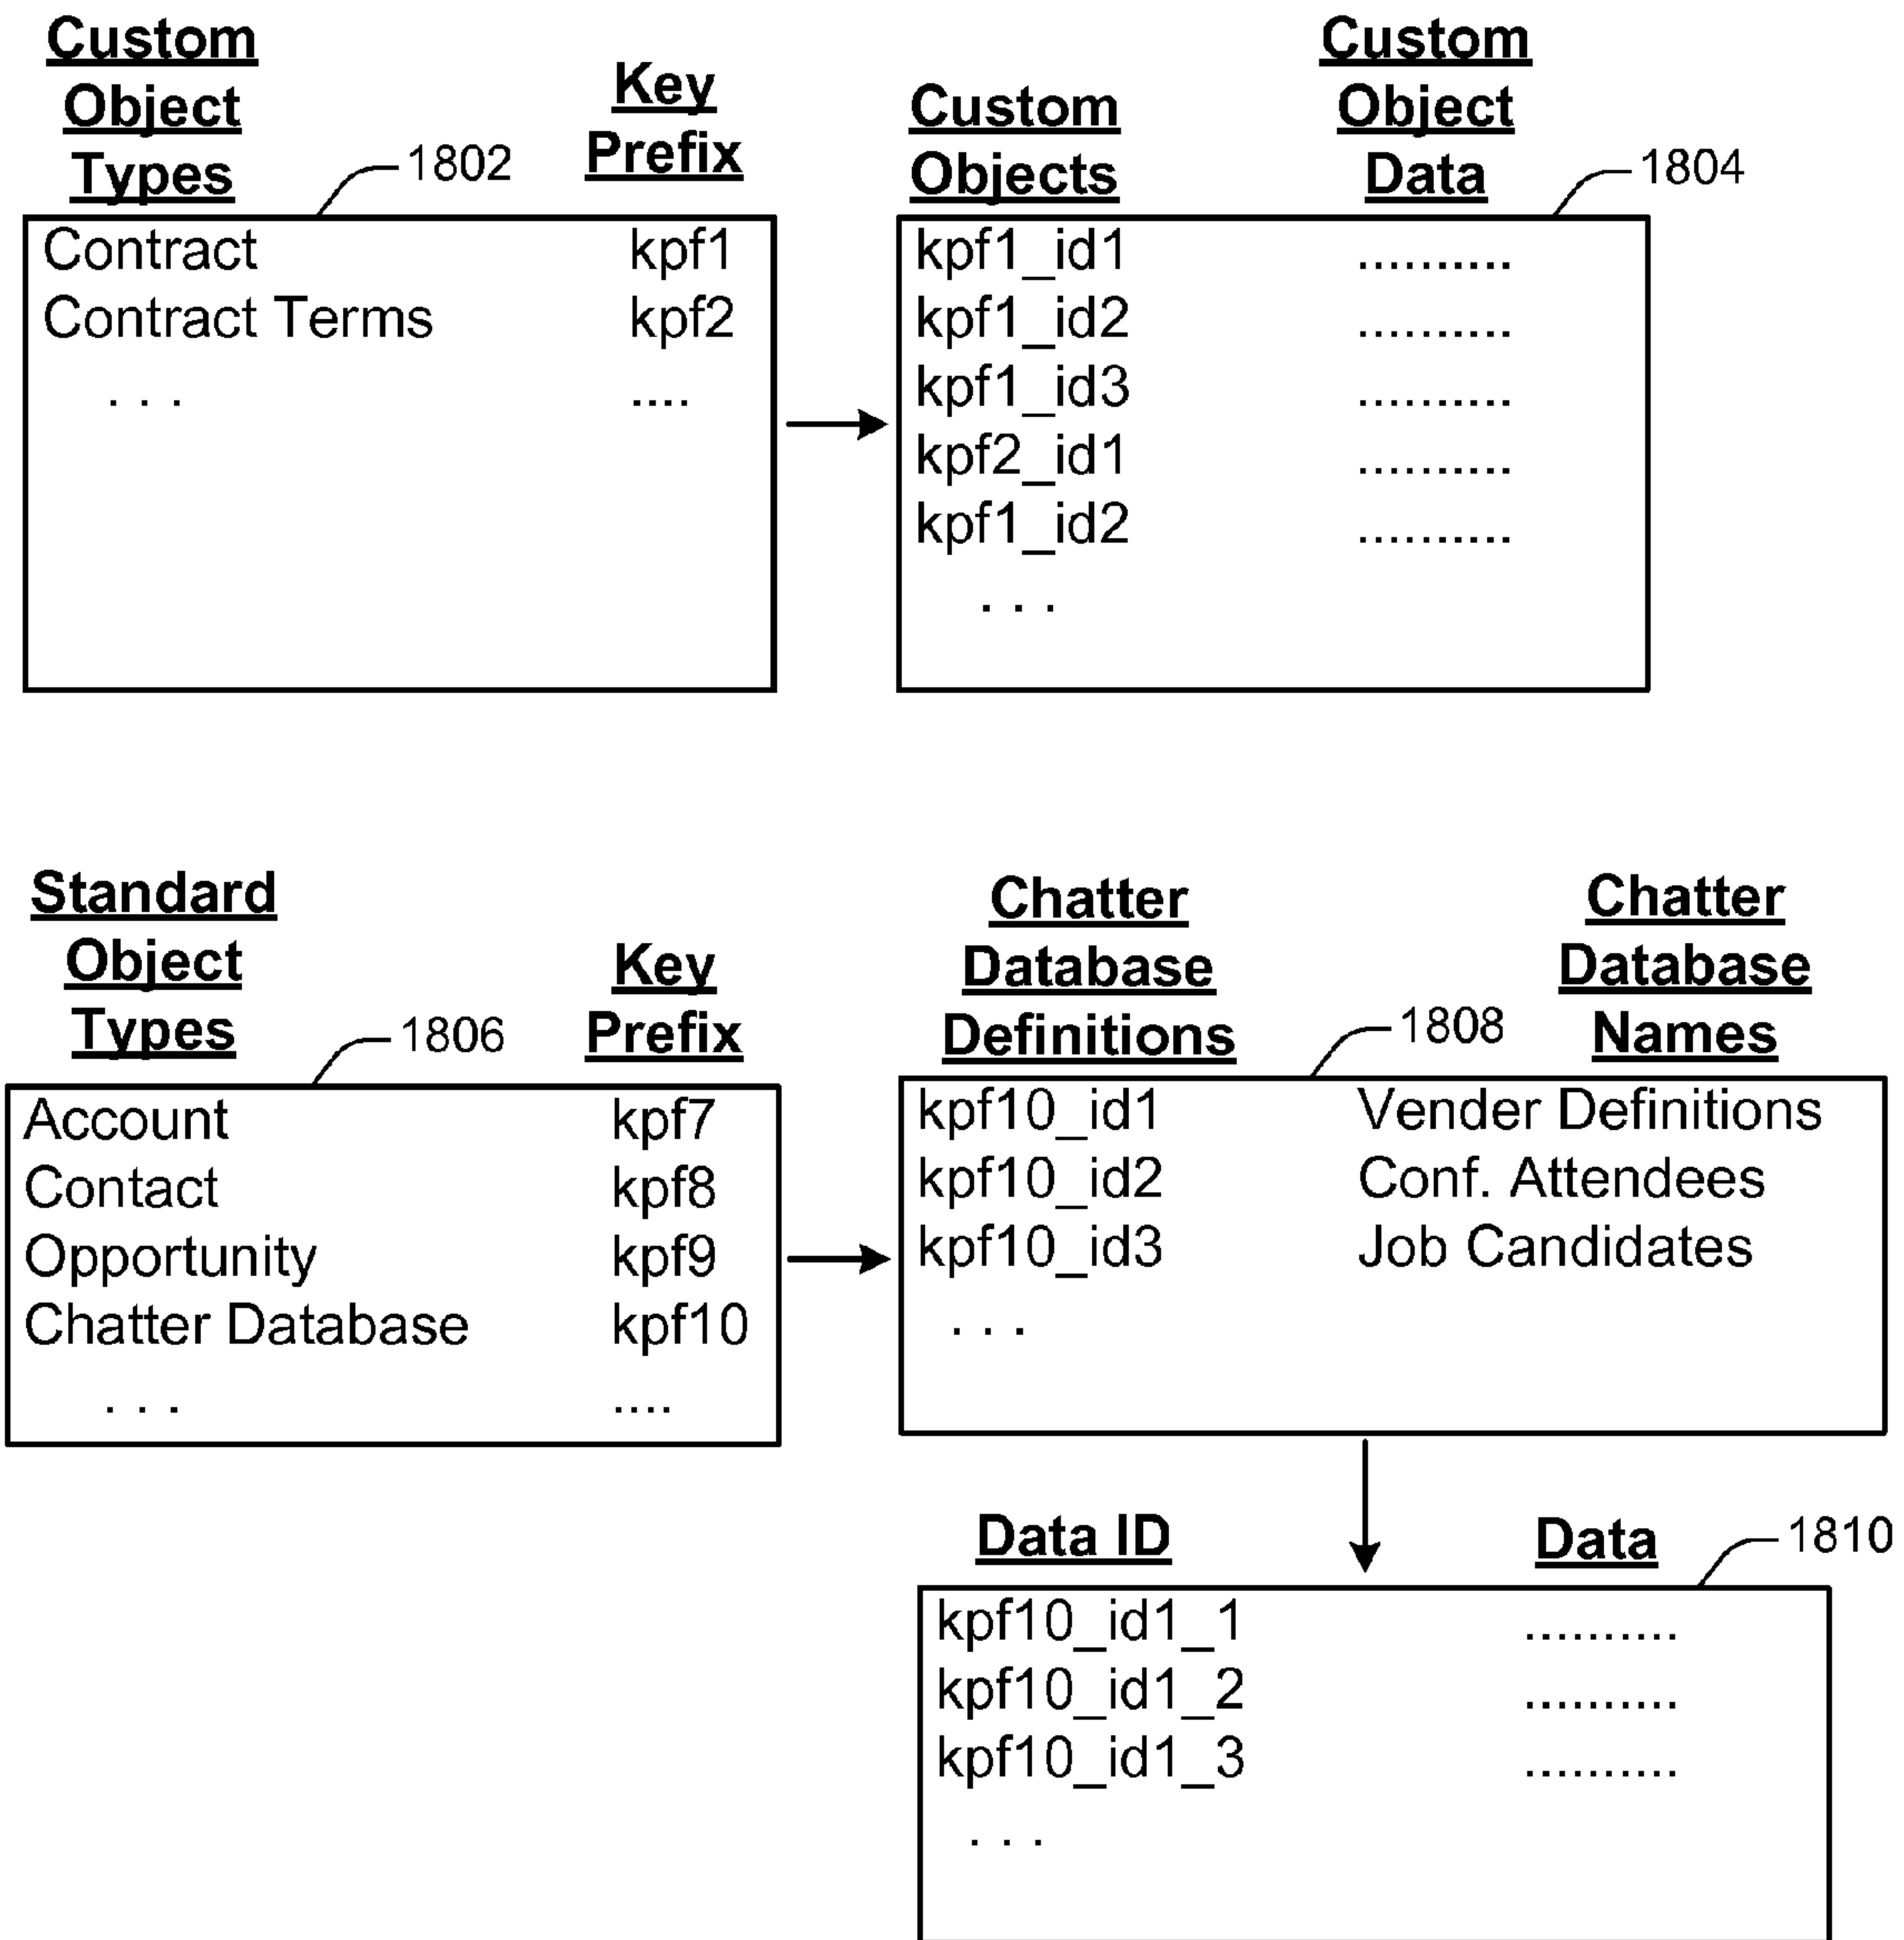 Custom
Object
Types
Key
Prefix
1802
Contract kpf1
Contract Terms kpf2
. . . ....
Custom
Objects
Custom
Object
Data
1804
kpf1_id1 ..........
kpf1_id2 ..........
kpf1_id3 ..........
kpf2_id1 ..........
kpf1_id2 ..........
. . .
Standard
Object
Types
Key
Prefix
1806
Account kpf7
Contact kpf8
Opportunity kpf9
Chatter Database kpf10
. . . ....
Chatter
Database
Definitions
Chatter
Database
Names
1808
kpf10_id1 Vender Definitions
kpf10_id2 Conf. Attendees
kpf10_id3 Job Candidates
. . .
Data ID Data
1810
kpf10_id1_1 ..........
kpf10_id1_2 ..........
kpf10_id1_3 ..........
. . .